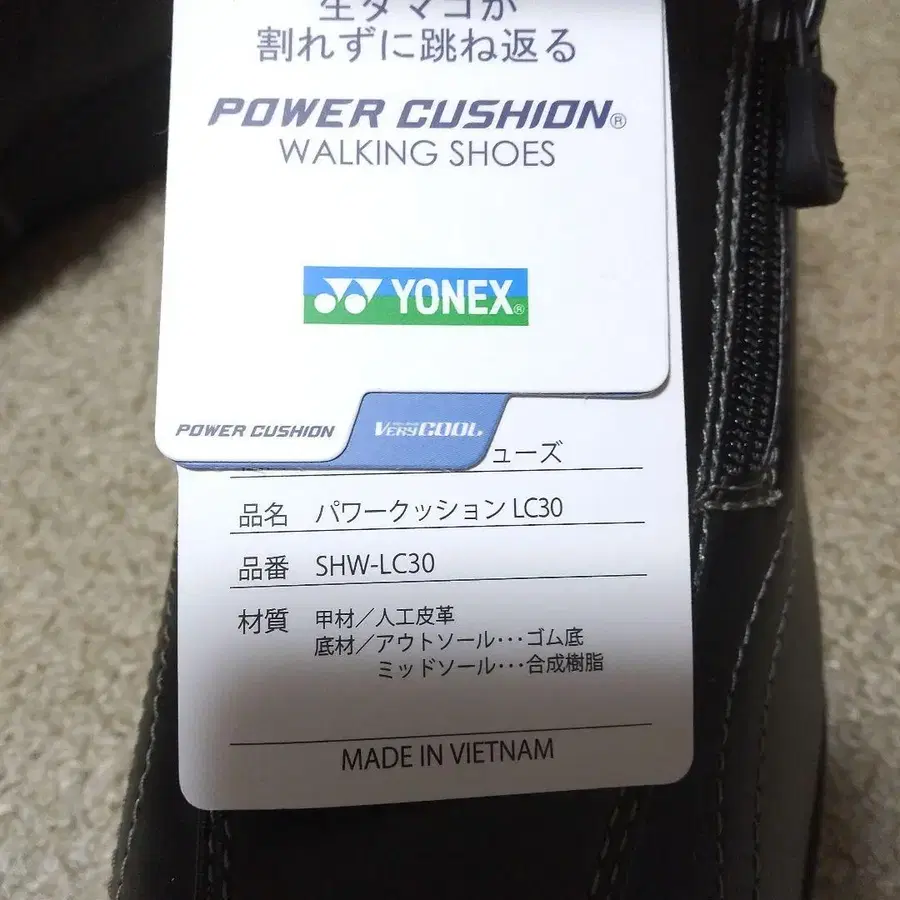 生タマゴが
割れずに跳ね返る
POWER CUSHION®
WALKING SHOES
YONEX®
POWER CUSHION
VERYCOOL
ューズ
品名 パワークッション LC30
品番 SHW-LC30
材質 甲材／人工皮革
底材／アウトソール･･･ゴム底
ミッドソール･･･合成樹脂
MADE IN VIETNAM